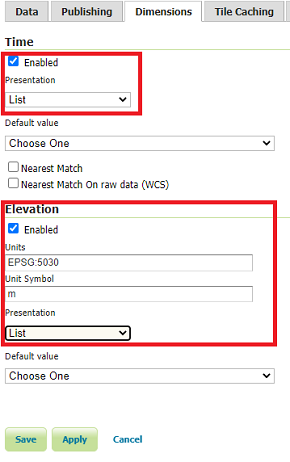 Data Publishing Dimensions Tile Caching
Time
Enabled
Presentation
List
Default value
Choose One
Nearest Match
Nearest Match On raw data (WCS)
Elevation
Enabled
Units
EPSG:5030
Unit Symbol
m
Presentation
List
Default value
Choose One
Save Apply Cancel